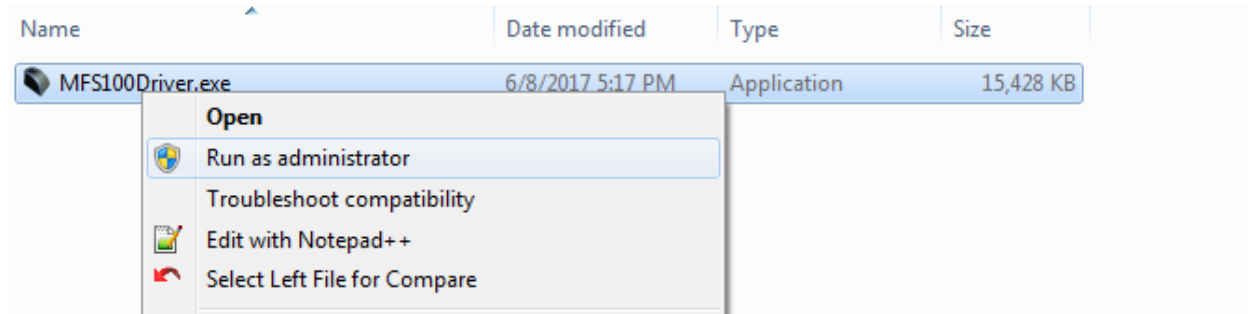 Name Date modified Type Size
MFS100Driver.exe 6/8/2017 5:17 PM Application 15,428 KB
Open
Run as administrator
Troubleshoot compatibility
Edit with Notepad++
Select Left File for Compare